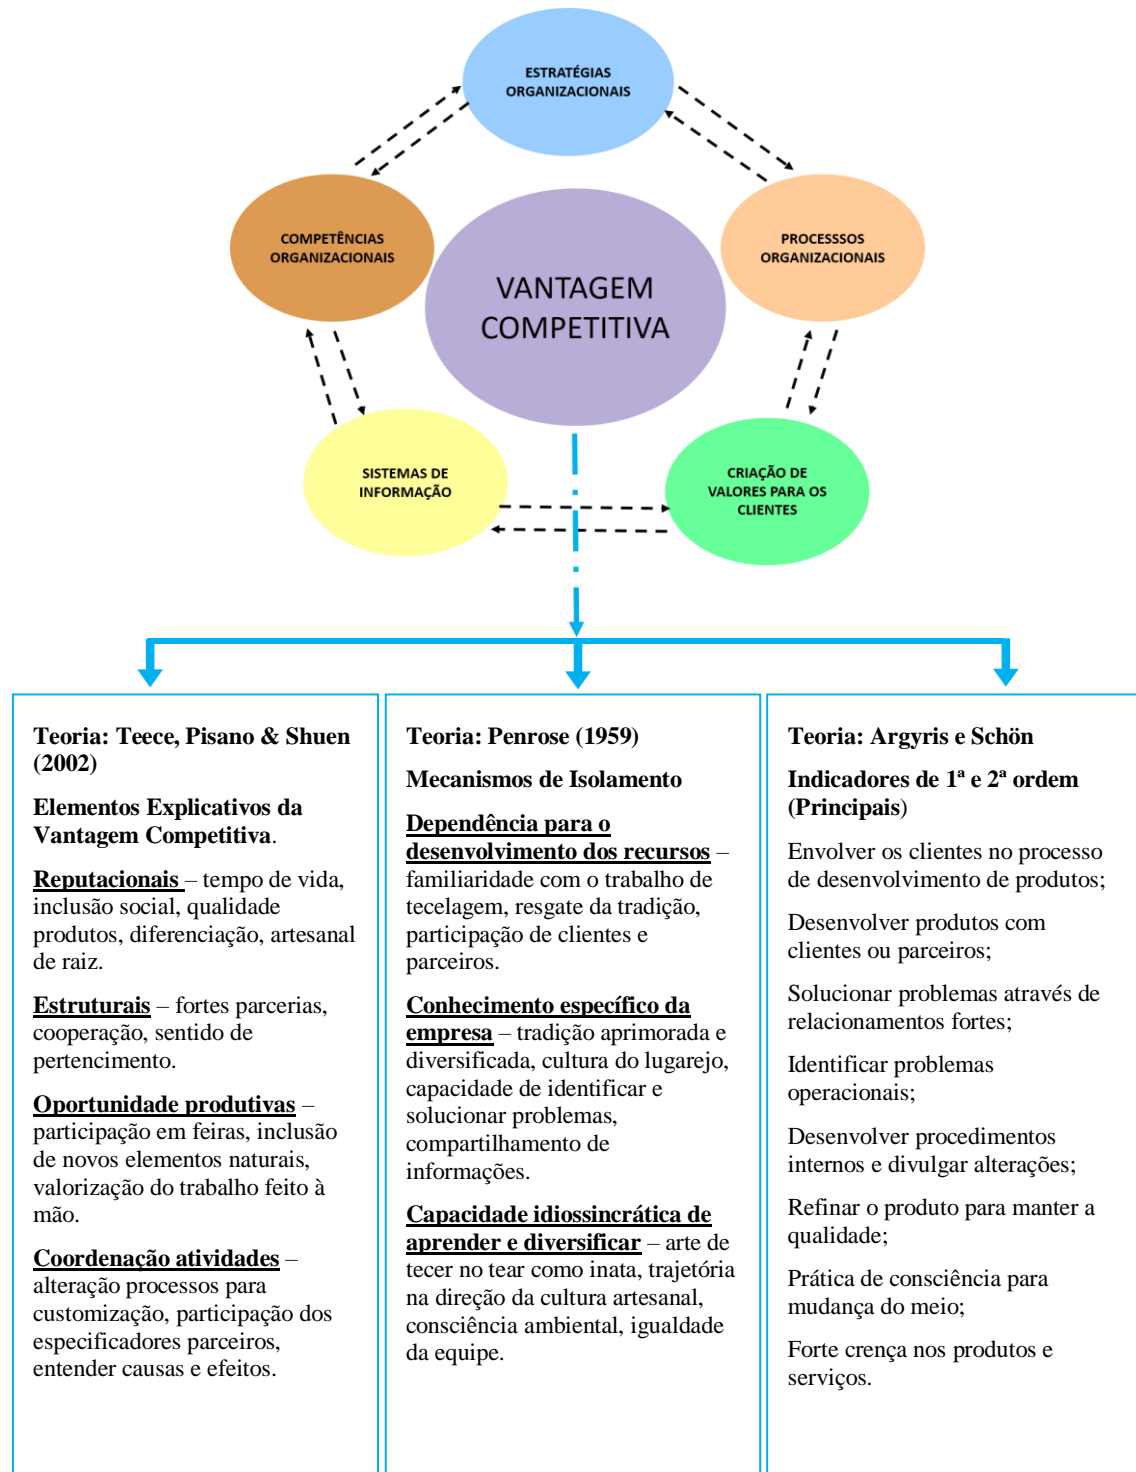 ESTRATÉGIAS
ORGANIZACIONAIS
COMPETÊNCIAS
ORGANIZACIONAIS
PROCESSSOS
ORGANIZACIONAIS
VANTAGEM
COMPETITIVA
SISTEMAS DE
INFORMAÇÃO
CRIAÇÃO DE
VALORES PARA OS
CLIENTES
Teoria: Teece, Pisano & Shuen
(2002)
Elementos Explicativos da
Vantagem Competitiva.
Reputacionais – tempo de vida,
inclusão social, qualidade
produtos, diferenciação, artesanal
de raiz.
Estruturais – fortes parcerias,
cooperação, sentido de
pertencimento.
Oportunidade produtivas –
participação em feiras, inclusão
de novos elementos naturais,
valorização do trabalho feito à
mão.
Coordenação atividades –
alteração processos para
customização, participação dos
especificadores parceiros,
entender causas e efeitos.
Teoria: Penrose (1959)
Mecanismos de Isolamento
Dependência para o
desenvolvimento dos recursos –
familiaridade com o trabalho de
tecelagem, resgate da tradição,
participação de clientes e
parceiros.
Conhecimento específico da
empresa – tradição aprimorada e
diversificada, cultura do lugarejo,
capacidade de identificar e
solucionar problemas,
compartilhamento de
informações.
Capacidade idiossincrática de
aprender e diversificar – arte de
tecer no tear como inata, trajetória
na direção da cultura artesanal,
consciência ambiental, igualdade
da equipe.
Teoria: Argyris e Schön
Indicadores de 1ª e 2ª ordem
(Principais)
Envolver os clientes no processo
de desenvolvimento de produtos;
Desenvolver produtos com
clientes ou parceiros;
Solucionar problemas através de
relacionamentos fortes;
Identificar problemas
operacionais;
Desenvolver procedimentos
internos e divulgar alterações;
Refinar o produto para manter a
qualidade;
Prática de consciência para
mudança do meio;
Forte crença nos produtos e
serviços.